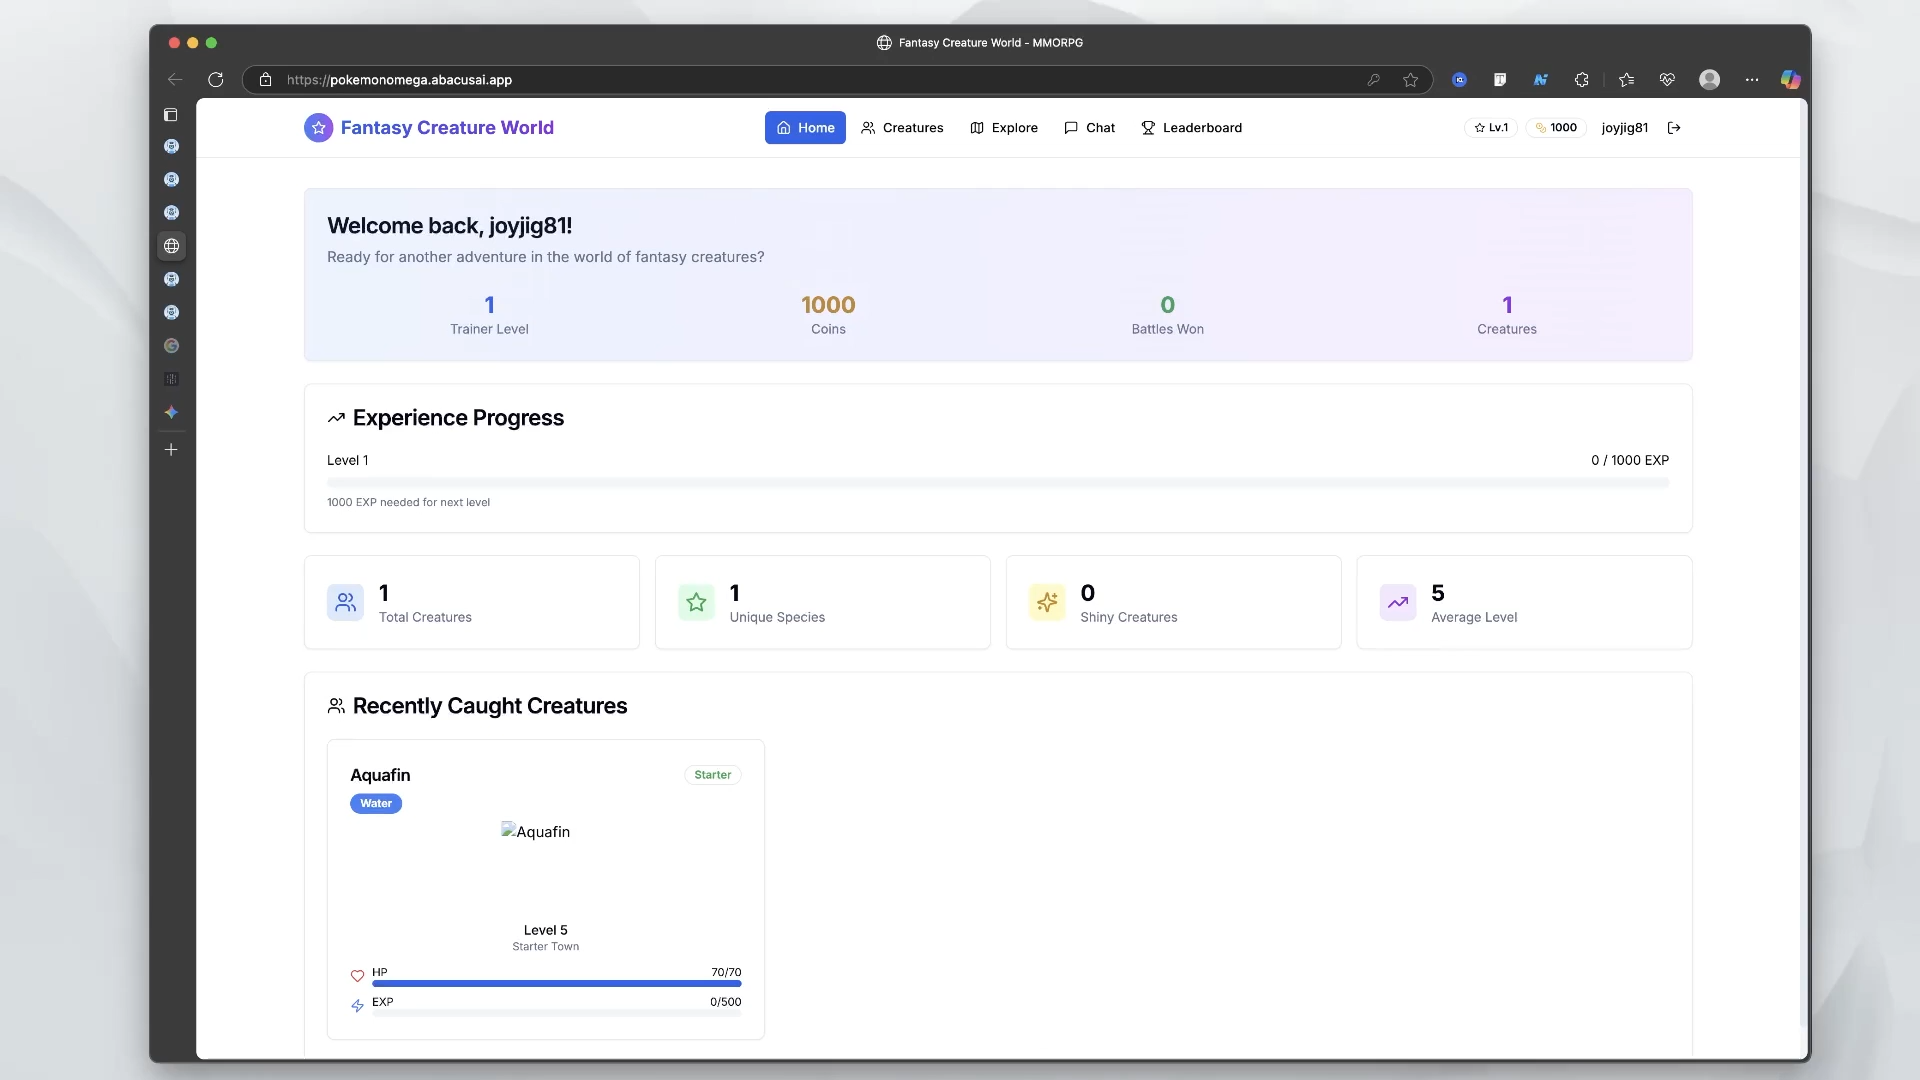 Fantasy Creature World - MMORPG
https://pokemonomega.abacusai.app
Fantasy Creature World
Home
Creatures
Explore
Chat
Leaderboard
Lv.1
1000
joyjig81
Welcome back, joyjig81!
Ready for another adventure in the world of fantasy creatures?
1
Trainer Level
1000
Coins
0
Battles Won
1
Creatures
Experience Progress
Level 1
0 / 1000 EXP
1000 EXP needed for next level
1
Total Creatures
1
Unique Species
0
Shiny Creatures
5
Average Level
Recently Caught Creatures
Aquafin
Starter
Water
Aquafin
Level 5
Starter Town
HP
70/70
EXP
0/500